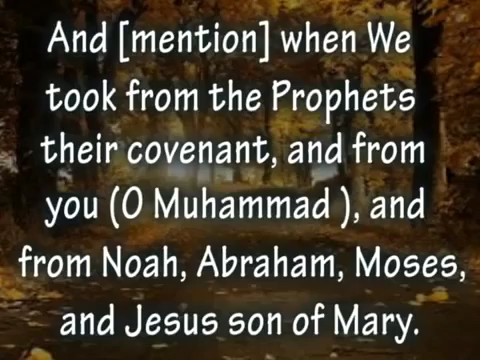 And [mention] when We
took from the Prophets
their covenant, and from
you (O Muhammad ), and
from Noah, Abraham, Moses,
and Jesus son of Mary.